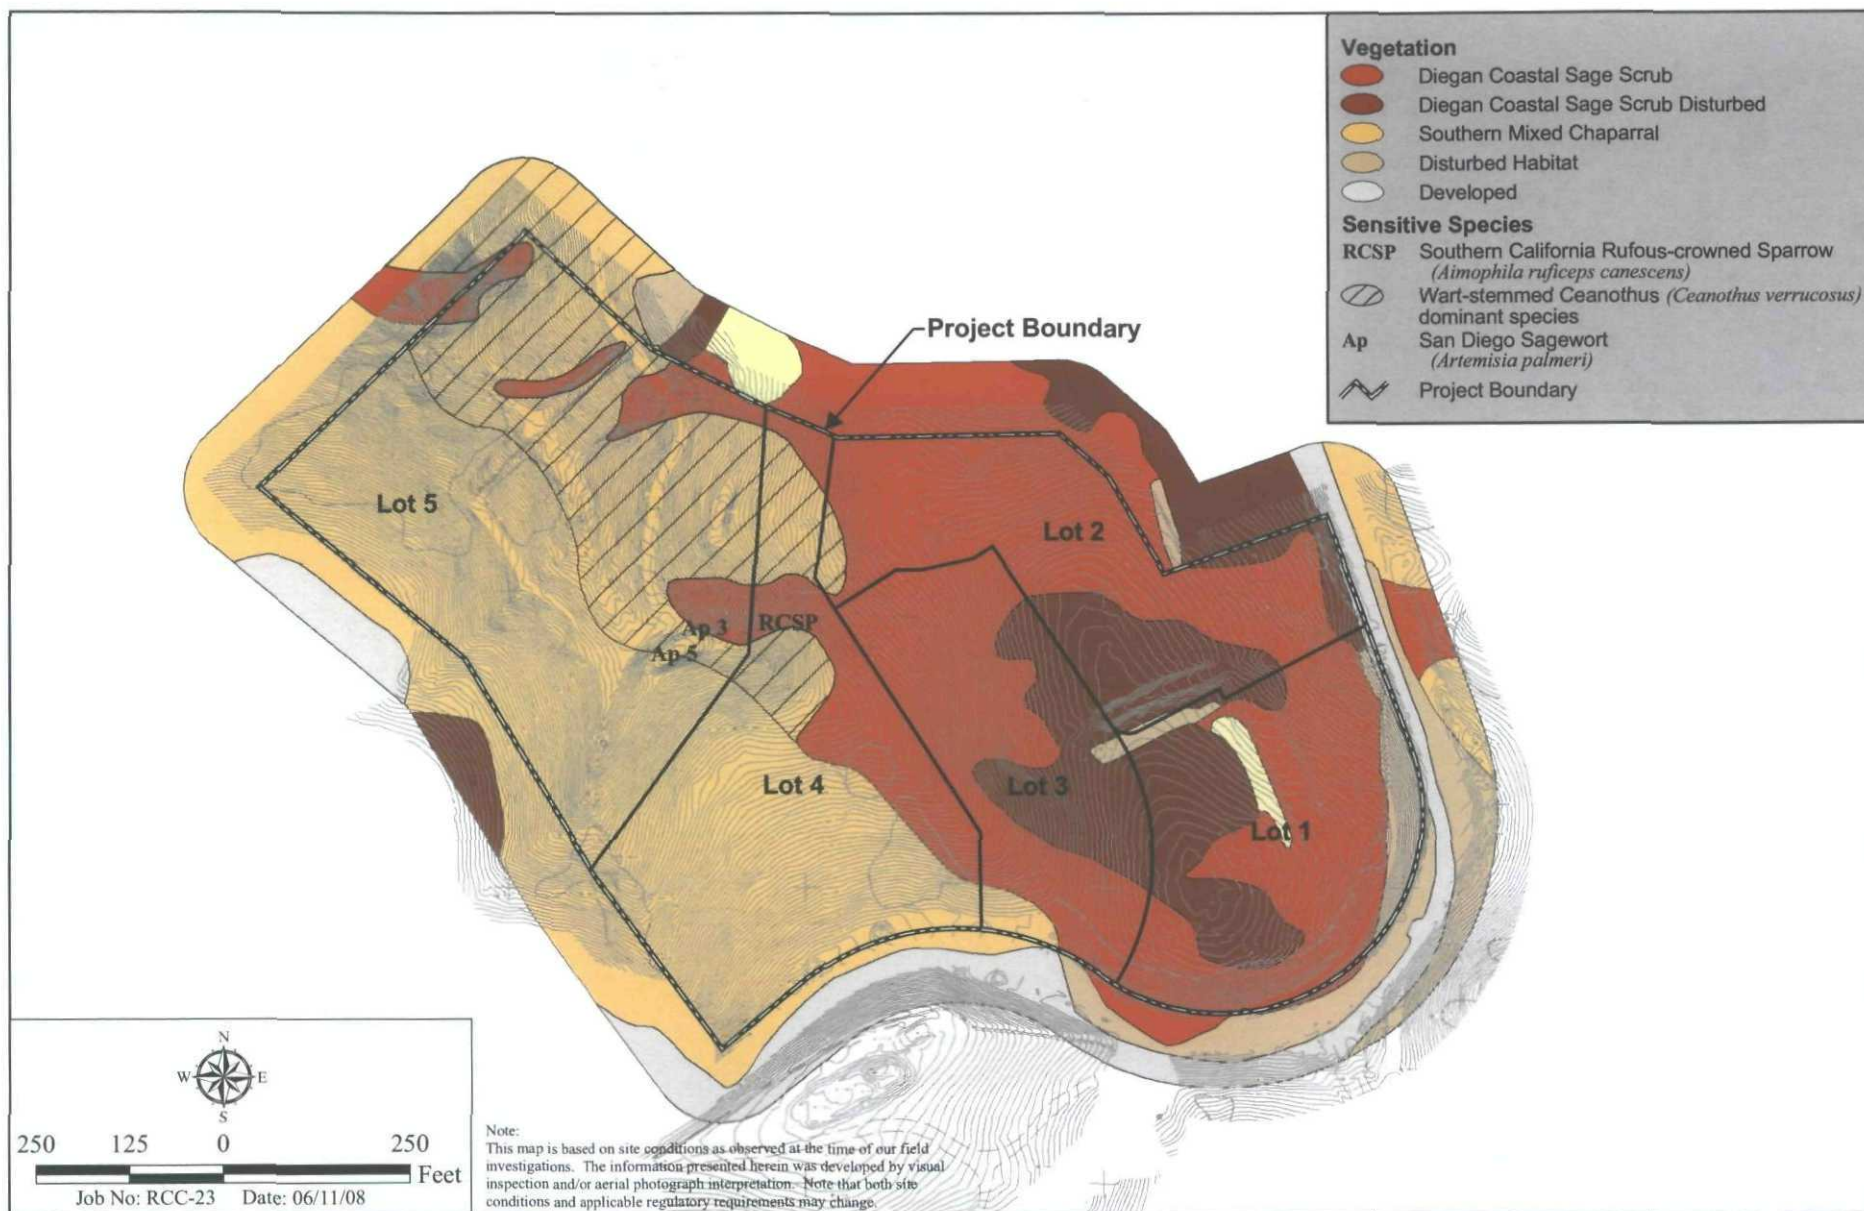 Vegetation
Diegan Coastal Sage Scrub
Diegan Coastal Sage Scrub Disturbed
Southern Mixed Chaparral
Disturbed Habitat
Developed
Sensitive Species
RCSP Southern California Rufous-crowned Sparrow
(Aimophila ruficeps canescens)
Wart-stemmed Ceanothus (Ceanothus verrucosus)
dominant species
Ap San Diego Sagewort
(Artemisia palmeri)
Project Boundary
Project Boundary
Lot 5
Lot 2
Ap 3
RCSP
Ap 5
Lot 4
Lot 3
Lot 1
N
W E
S
250 125 0 250
Feet
Job No: RCC-23 Date: 06/11/08
Note:
This map is based on site conditions as observed at the time of our field
investigations. The information presented herein was developed by visual
inspection and/or aerial photograph interpretation. Note that both site
conditions and applicable regulatory requirements may change.